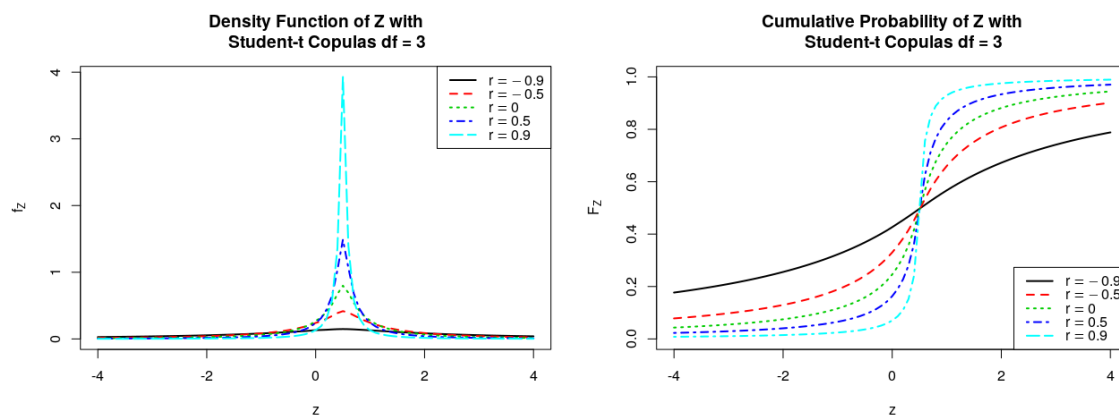 Density Function of Z with
Student-t Copulas df = 3
4
3
2
1
0
fZ
-4 -2 0 2 4
z
r = − 0.9
r = − 0.5
r = 0
r = 0.5
r = 0.9
Cumulative Probability of Z with
Student-t Copulas df = 3
1.0
0.8
0.6
0.4
0.2
0.0
FZ
-4 -2 0 2 4
z
r = − 0.9
r = − 0.5
r = 0
r = 0.5
r = 0.9